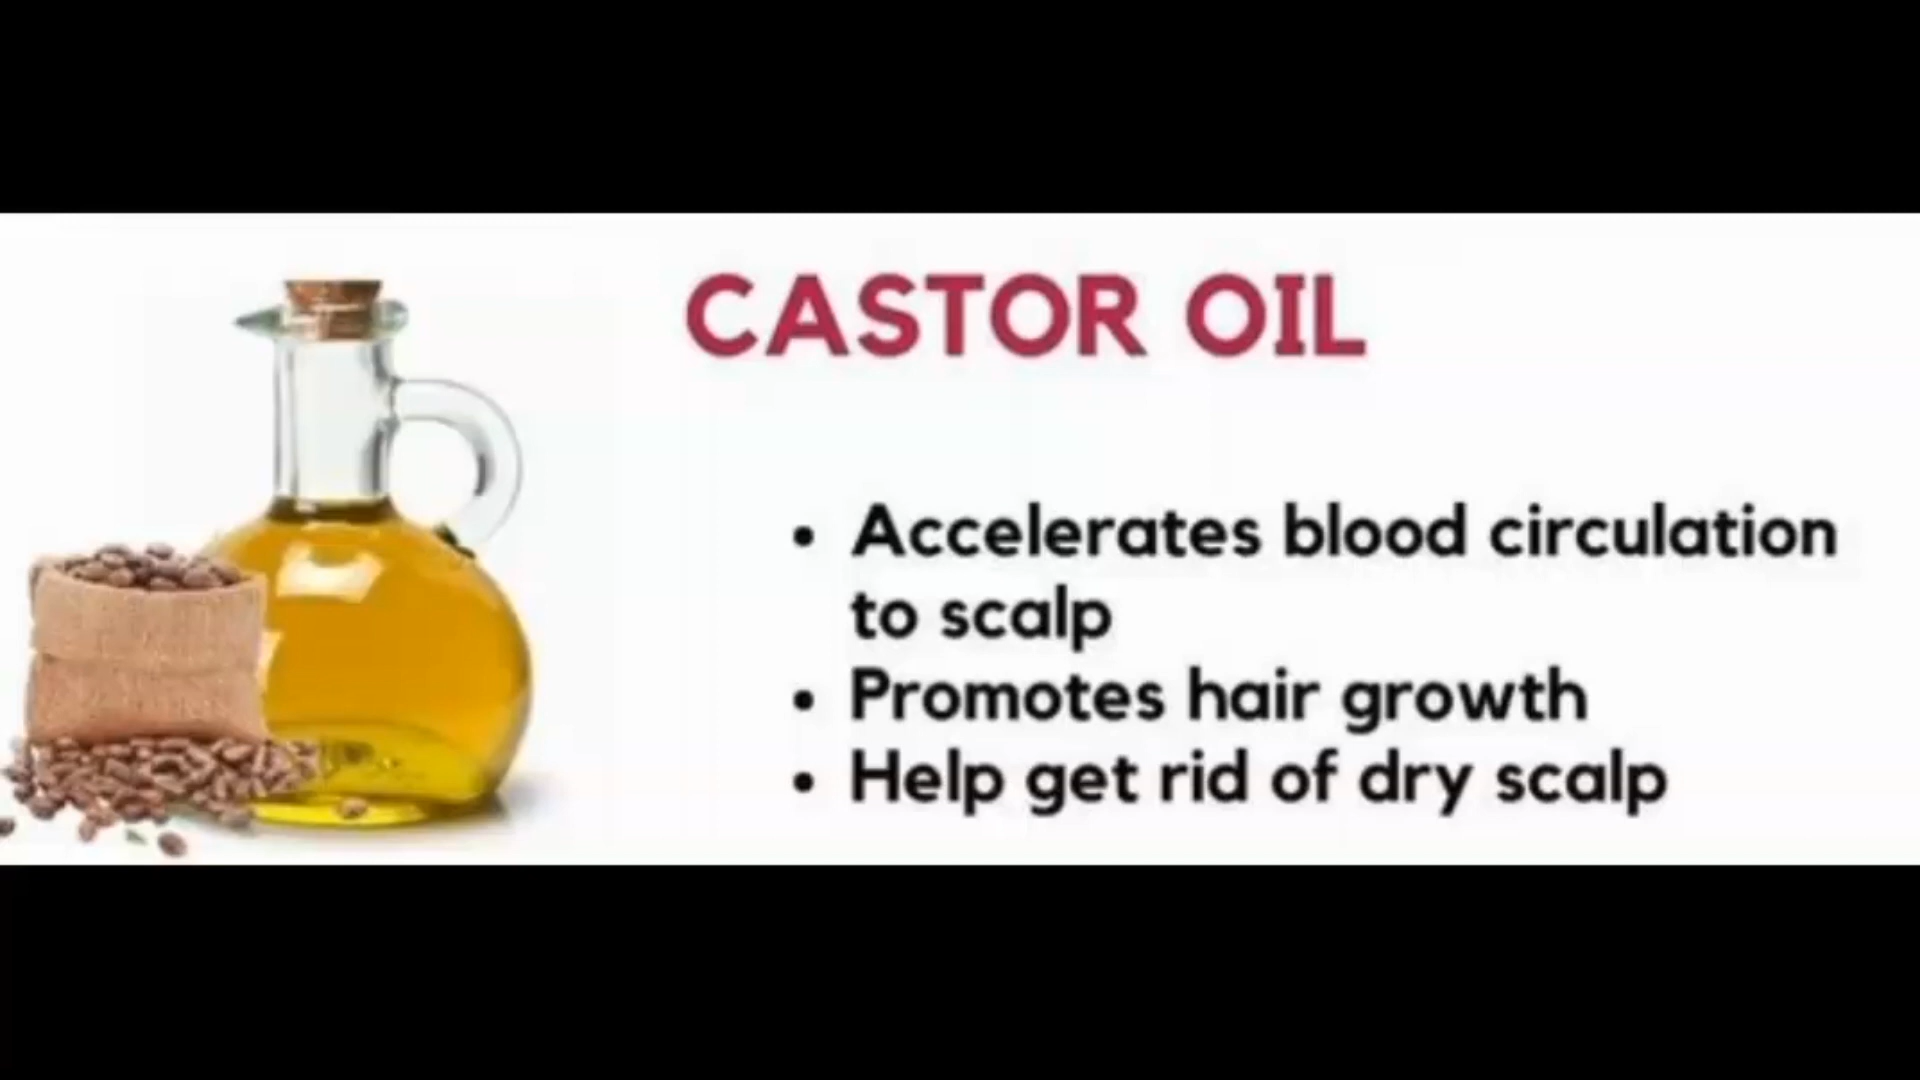 CASTOR OIL
• Accelerates blood circulation
to scalp
• Promotes hair growth
• Help get rid of dry scalp